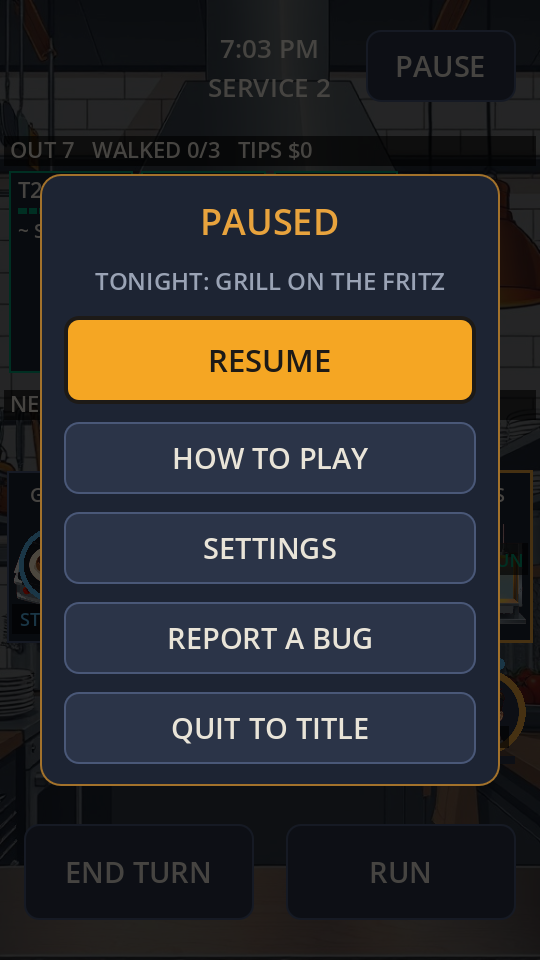 7:03 PM
PAUSE
SERVICE 2
OUT 7 WALKED 0/3 TIPS $0
T2
PAUSED
TONIGHT: GRILL ON THE FRITZ
RESUME
HOW TO PLAY
SETTINGS
REPORT A BUG
QUIT TO TITLE
END TURN
RUN